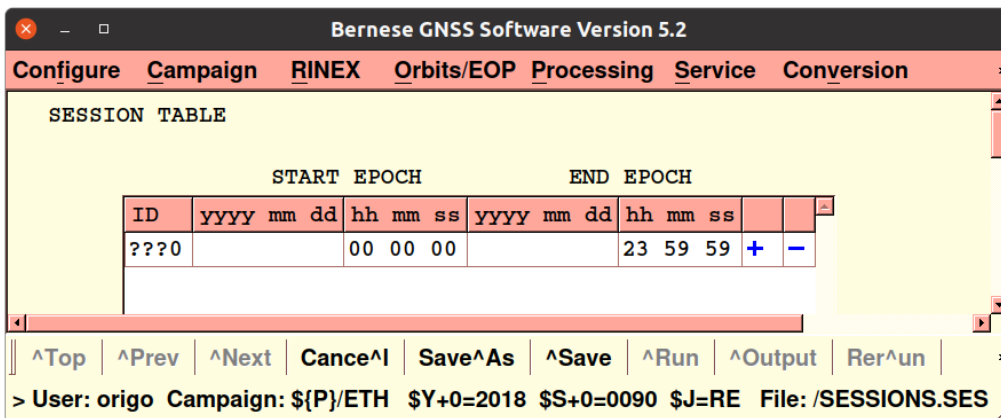 Bernese GNSS Software Version 5.2
Configure Campaign RINEX Orbits/EOP Processing Service Conversion
SESSION TABLE
START EPOCH END EPOCH
ID yyyy mm dd hh mm ss yyyy mm dd hh mm ss
???0 00 00 00 23 59 59 + −
^Top ^Prev ^Next Cance^l Save^As ^Save ^Run ^Output Rer^un
> User: origo Campaign: ${P}/ETH $Y+0=2018 $S+0=0090 $J=RE File: /SESSIONS.SES